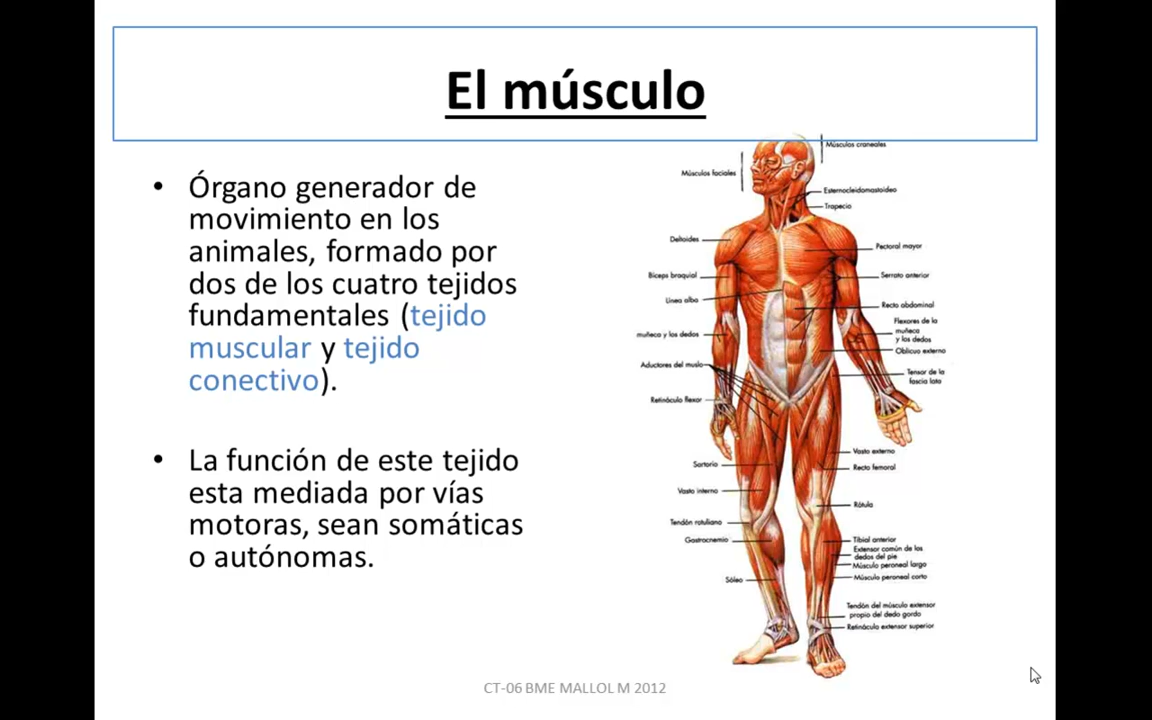 El músculo
• Órgano generador de
movimiento en los
animales, formado por
dos de los cuatro tejidos
fundamentales (tejido
muscular y tejido
conectivo).
• La función de este tejido
esta mediada por vías
motoras, sean somáticas
o autónomas.
Músculos craneales
Músculos faciales
Esternocleidomastoideo
Trapecio
Deltoides
Pectoral mayor
Bíceps braquial
Serrato anterior
Línea alba
Recto abdominal
Flexores de la
muñeca
y los dedos
muñeca y los dedos
Oblicuo externo
Aductores del muslo
Tensor de la
fascia lata
Retináculo flexor
Vasto externo
Sartorio
Recto femoral
Vasto interno
Rótula
Tendón rotuliano
Gastrocnemio
Tibial anterior
Extensor común de los
dedos del pie
Músculo peroneal largo
Músculo peroneal corto
Sóleo
Tendón del músculo extensor
propio del dedo gordo
Retináculo extensor superior
CT-06 BME MALLOL M 2012